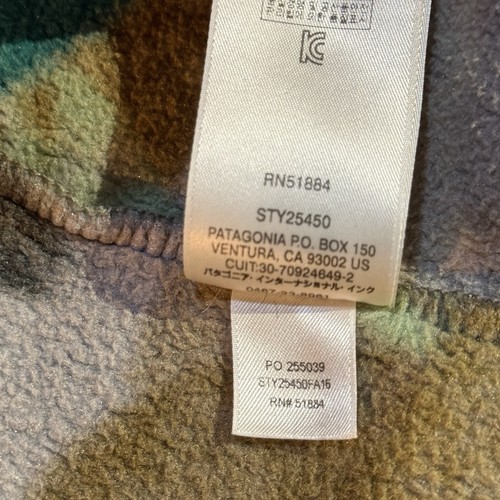 RN51884
STY25450
PATAGONIA P.O. BOX 150
VENTURA, CA 93002 US
CUIT:30-70924649-2
パタゴニア・インターナショナル・インク
PO 255039
STY25450FA16
RN# 51884